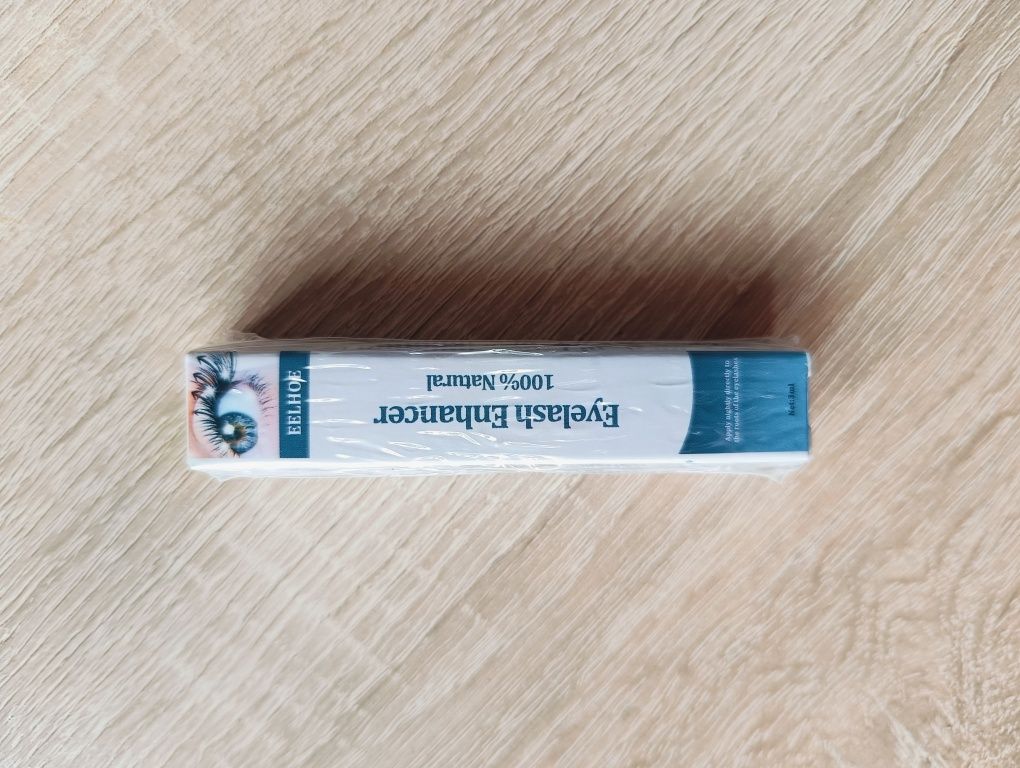 EELHOE
Eyelash Enhancer
100% Natural
Apply nightly directly to
the roots of the eyelashes
Net:3ml